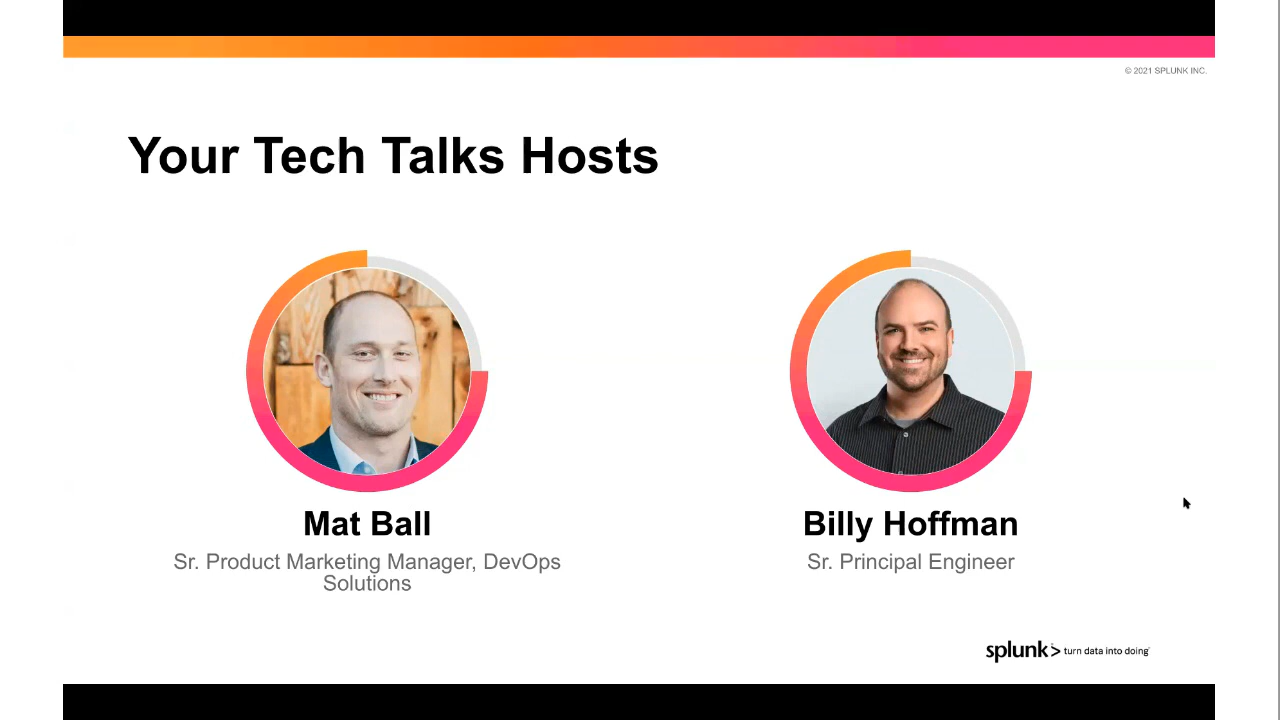 © 2021 SPLUNK INC.
Your Tech Talks Hosts
Mat Ball
Sr. Product Marketing Manager, DevOps
Solutions
Billy Hoffman
Sr. Principal Engineer
splunk> turn data into doing